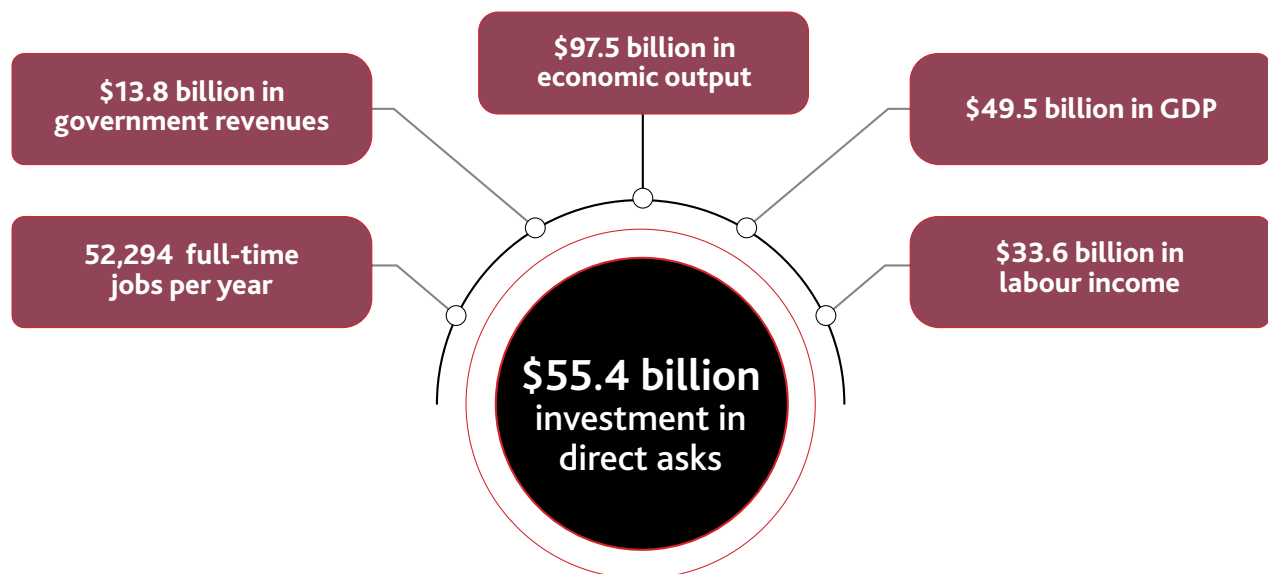 $97.5 billion in
economic output
$13.8 billion in
government revenues
$49.5 billion in GDP
52,294 full-time
jobs per year
$33.6 billion in
labour income
$55.4 billion
investment in
direct asks